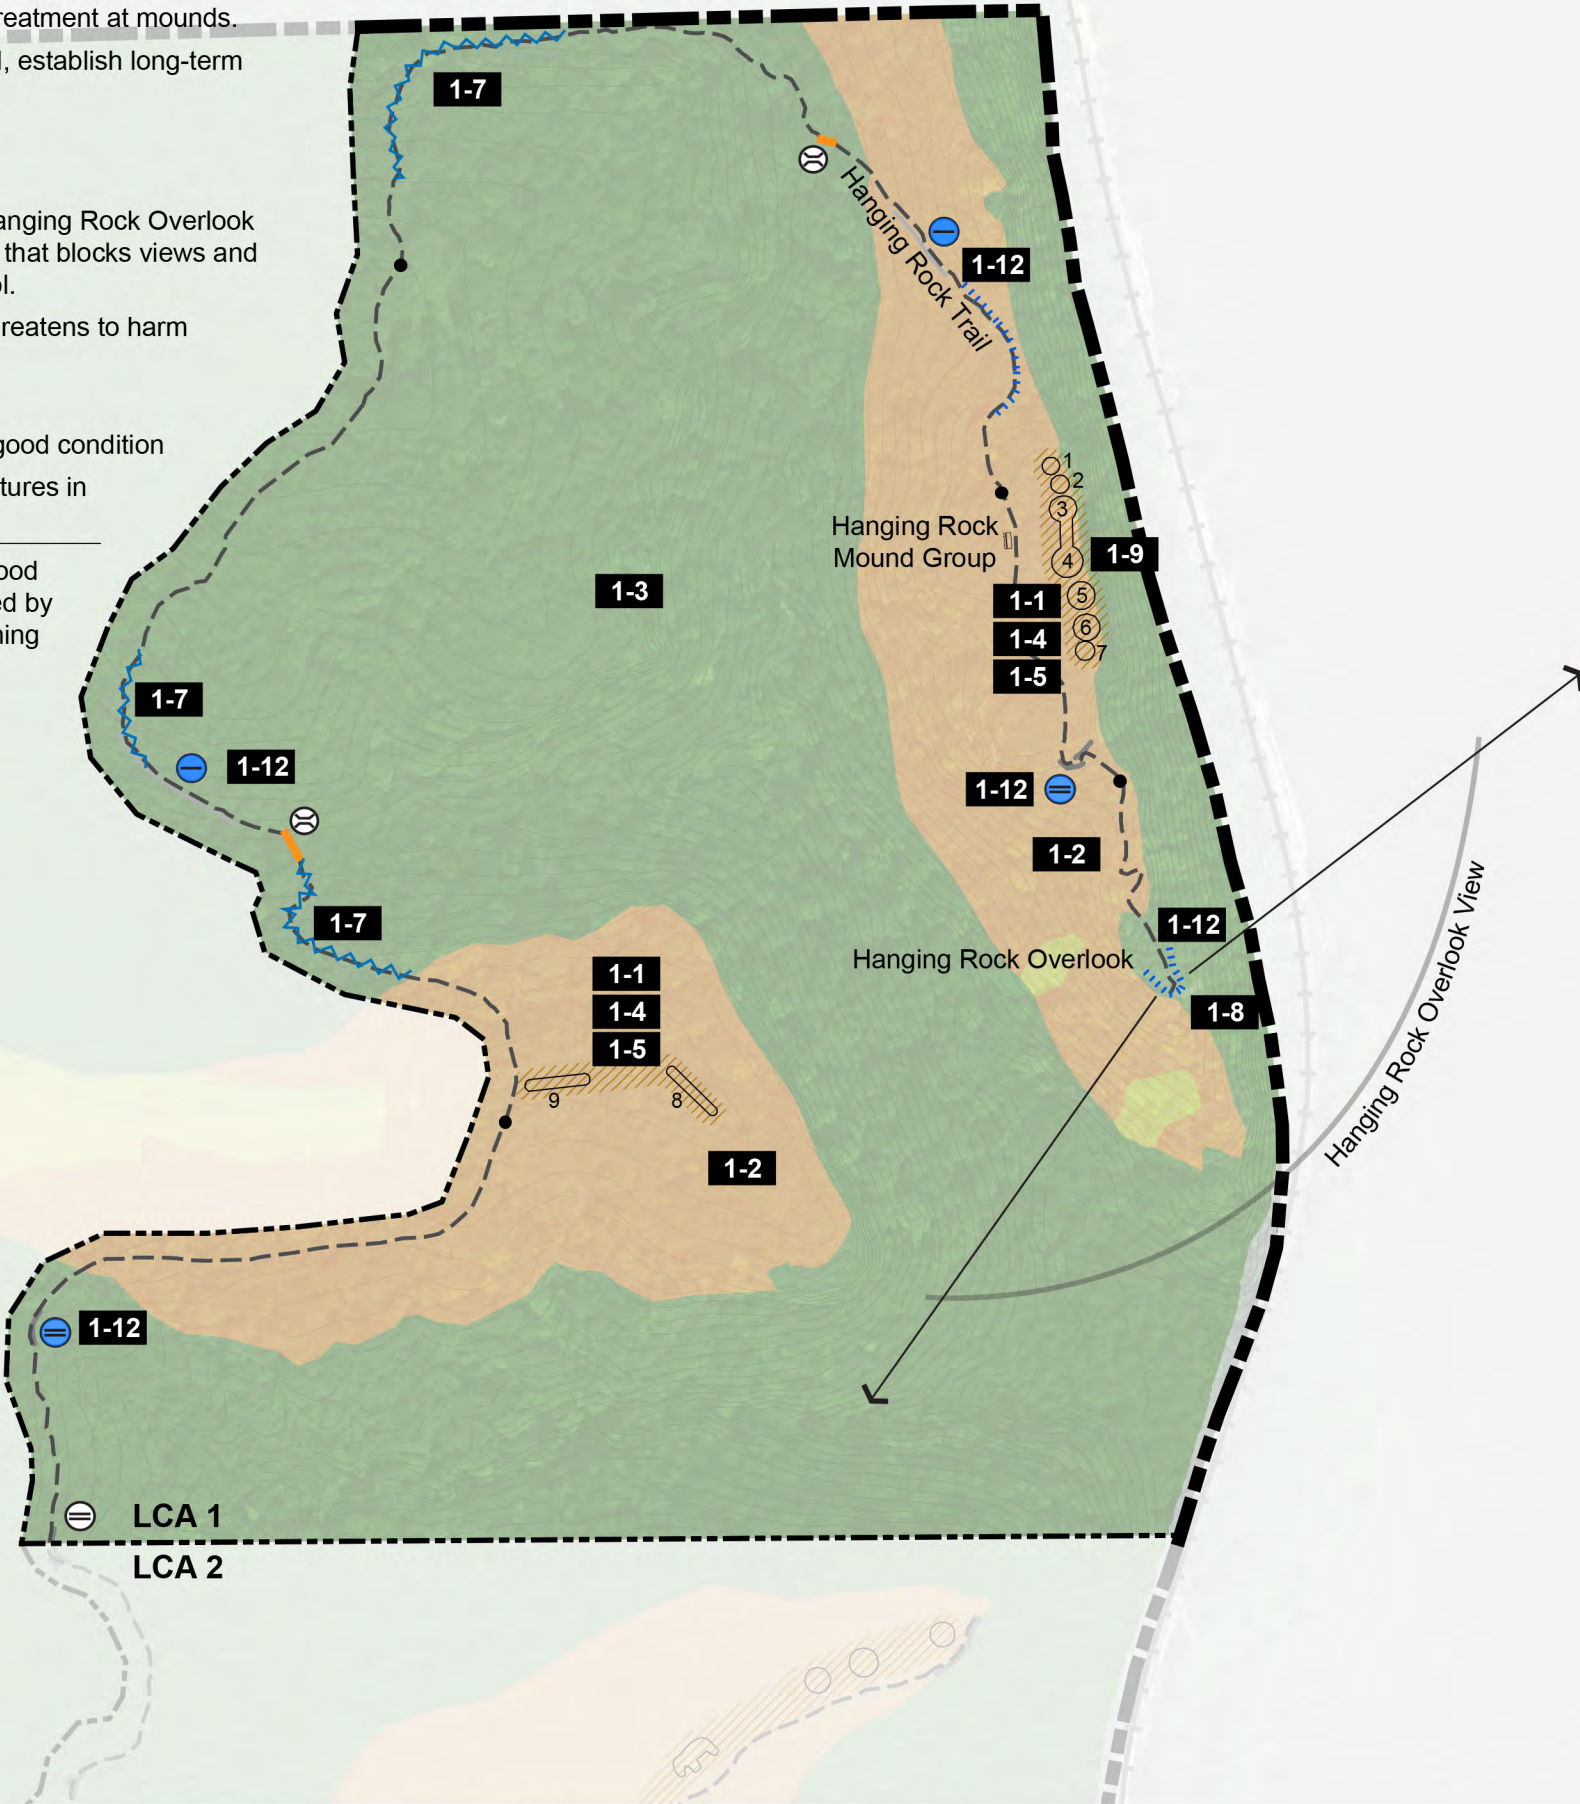 reatment at mounds.
, establish long-term
1-7
anging Rock Overlook
that blocks views and
ol.
reatens to harm
good condition
tures in
ood
ed by
ning
Hanging Rock Trail
1-12
1
2
3
4
5
6
7
Hanging Rock
Mound Group
1-9
1-3
1-1
1-4
1-5
1-7
1-12
1-12
1-2
1-7
1-12
Hanging Rock Overlook
1-8
Hanging Rock Overlook View
1-1
1-4
1-5
9
8
1-2
1-12
LCA 1
LCA 2